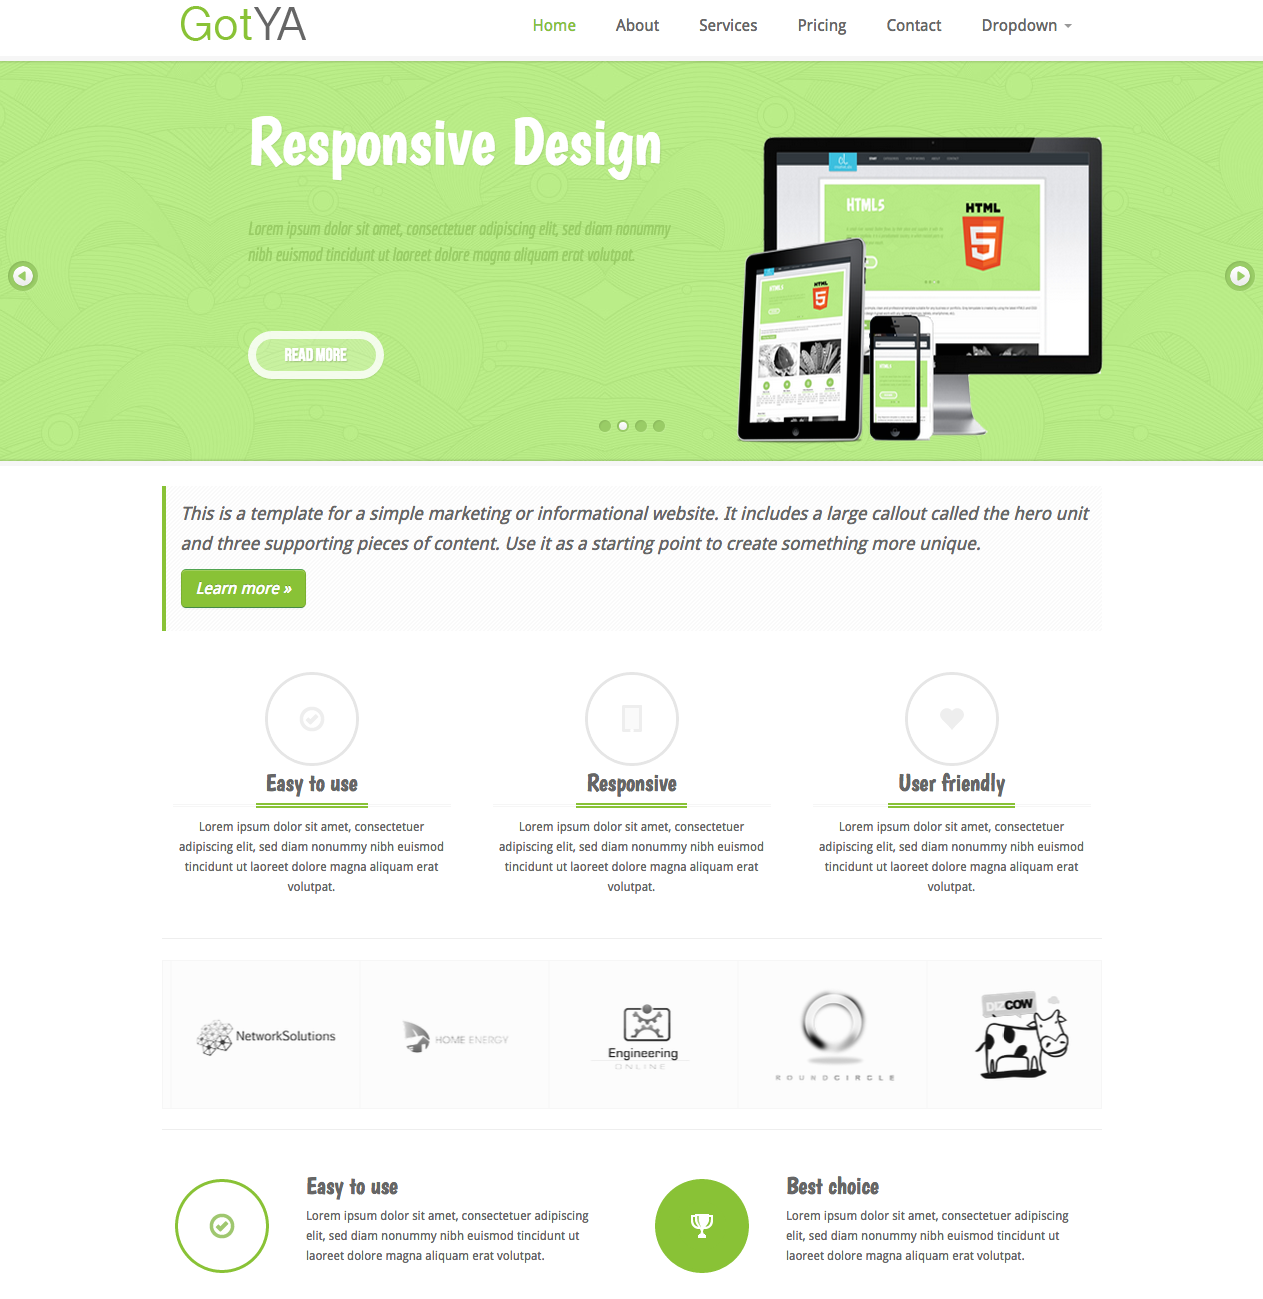 GotYA
Home About Services Pricing Contact Dropdown
Responsive Design
Lorem ipsum dolor sit amet, consectetuer adipiscing elit, sed diam nonummy
nibh euismod tincidunt ut laoreet dolore magna aliquam erat volutpat.
READ MORE
HTML5
HTML
5
HTML5
HTML
5
HTML5
This is a template for a simple marketing or informational website. It includes a large callout called the hero unit
and three supporting pieces of content. Use it as a starting point to create something more unique.
Learn more »
Easy to use
Lorem ipsum dolor sit amet, consectetuer
adipiscing elit, sed diam nonummy nibh euismod
tincidunt ut laoreet dolore magna aliquam erat
volutpat.
Responsive
Lorem ipsum dolor sit amet, consectetuer
adipiscing elit, sed diam nonummy nibh euismod
tincidunt ut laoreet dolore magna aliquam erat
volutpat.
User friendly
Lorem ipsum dolor sit amet, consectetuer
adipiscing elit, sed diam nonummy nibh euismod
tincidunt ut laoreet dolore magna aliquam erat
volutpat.
NetworkSolutions
HOME ENERGY
Engineering
ONLINE
ROUNDCIRCLE
DIZCOW
Easy to use
Lorem ipsum dolor sit amet, consectetuer adipiscing
elit, sed diam nonummy nibh euismod tincidunt ut
laoreet dolore magna aliquam erat volutpat.
Best choice
Lorem ipsum dolor sit amet, consectetuer adipiscing
elit, sed diam nonummy nibh euismod tincidunt ut
laoreet dolore magna aliquam erat volutpat.